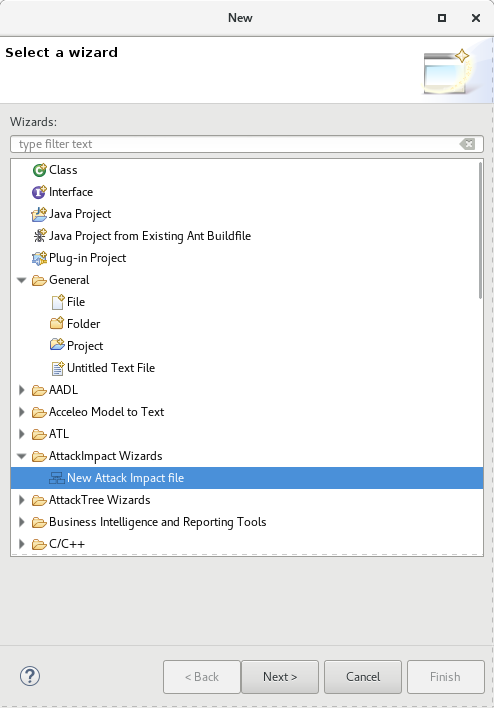 New
Select a wizard
Wizards:
type filter text
Class
Interface
Java Project
Java Project from Existing Ant Buildfile
Plug-in Project
General
File
Folder
Project
Untitled Text File
AADL
Acceleo Model to Text
ATL
AttackImpact Wizards
New Attack Impact file
AttackTree Wizards
Business Intelligence and Reporting Tools
C/C++
? < Back Next > Cancel Finish